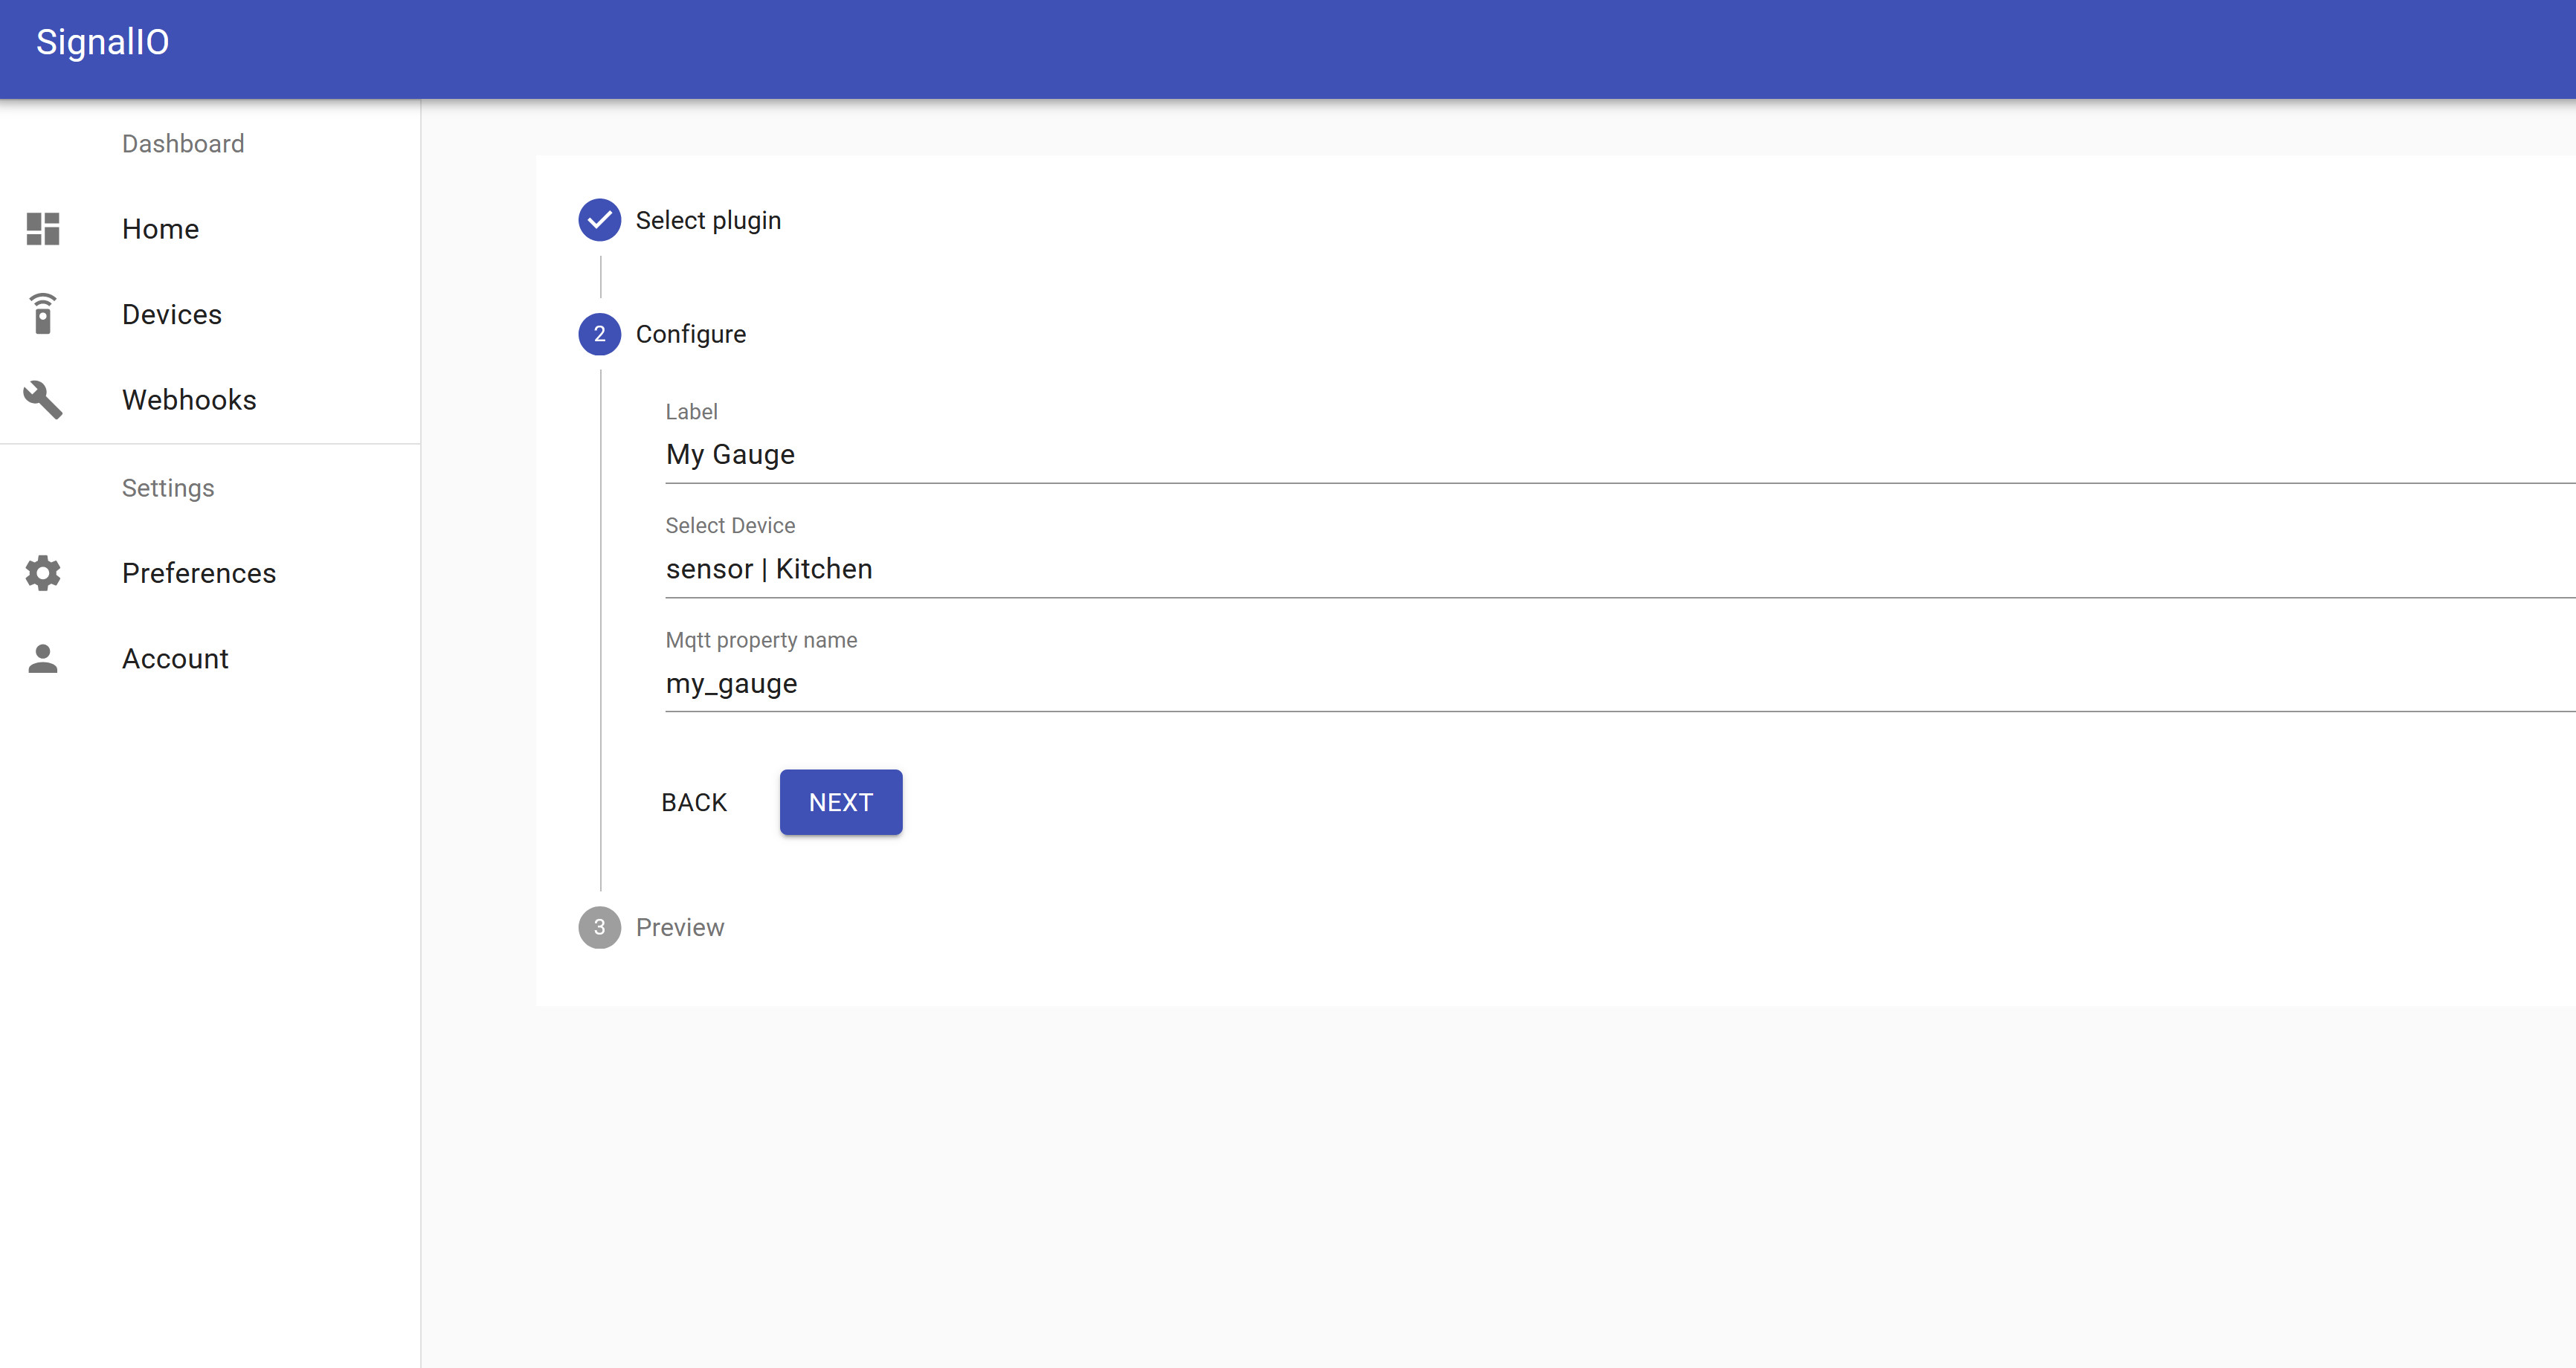 SignalIO
Dashboard
Home
Devices
Webhooks
Settings
Preferences
Account
Select plugin
2 Configure
Label
My Gauge
Select Device
sensor | Kitchen
Mqtt property name
my_gauge
BACK NEXT
3 Preview